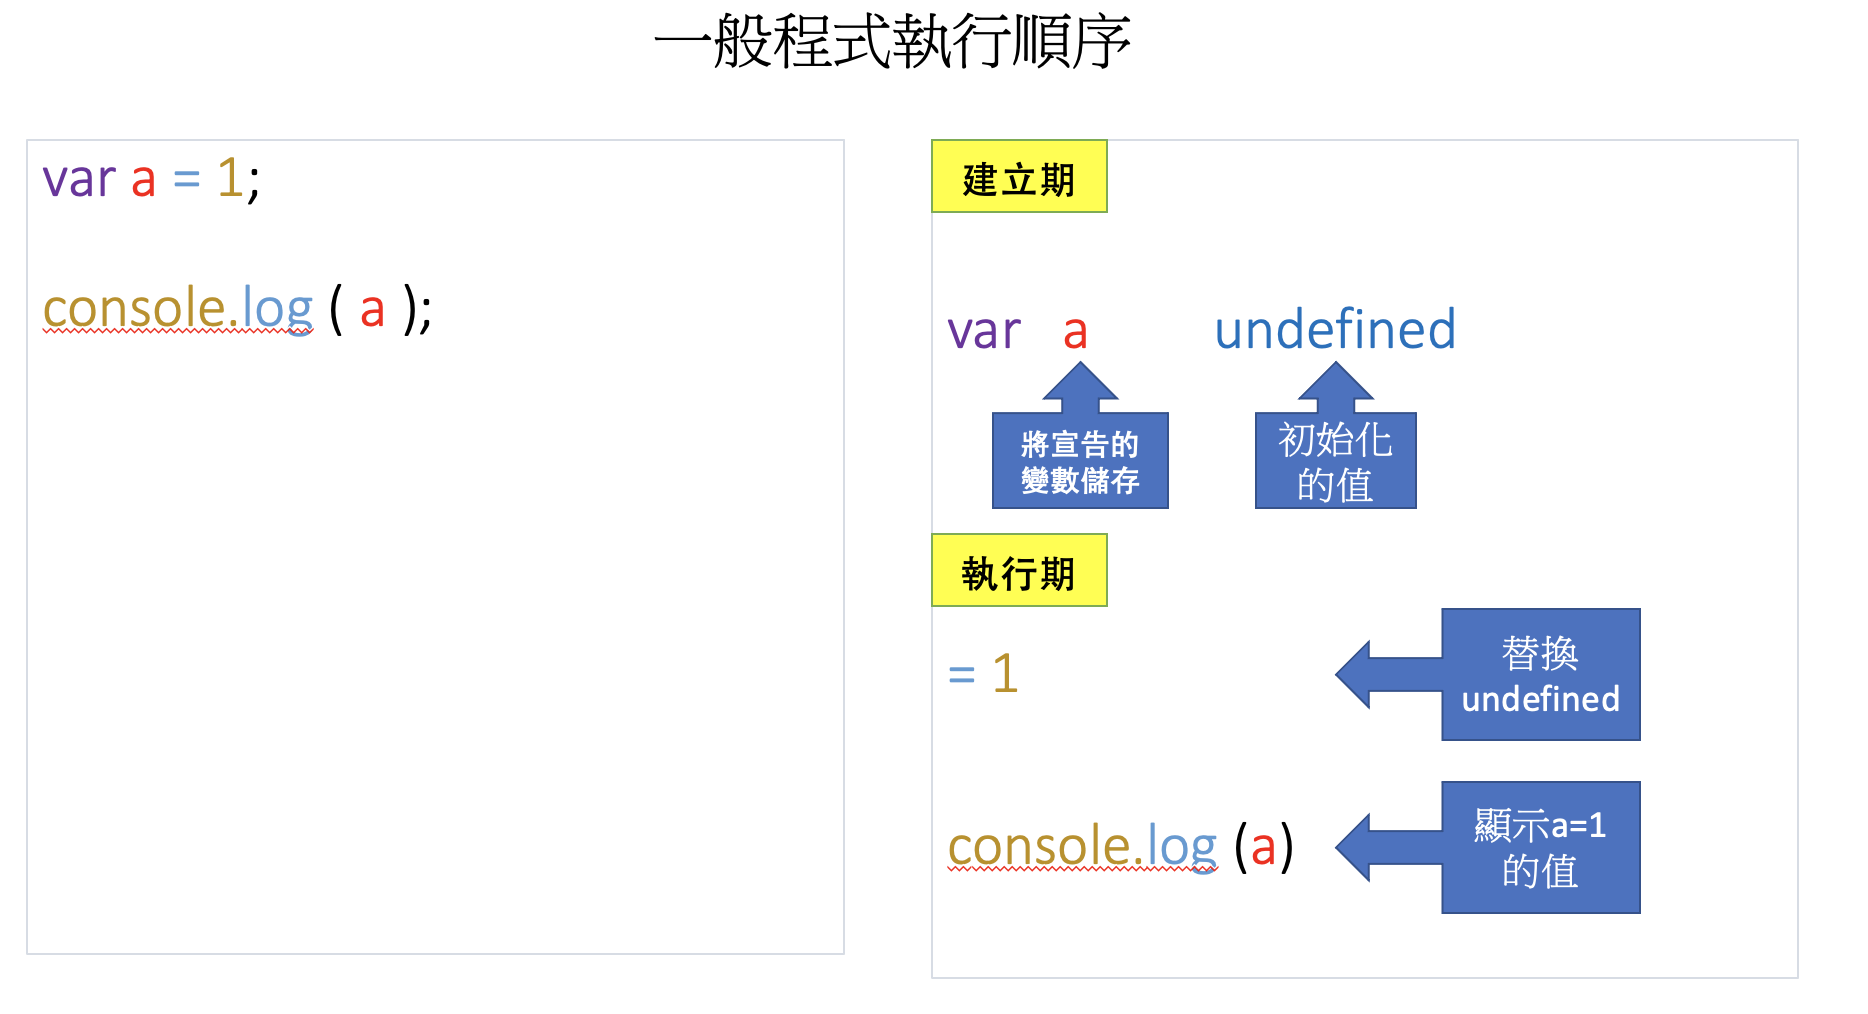 一般程式執行順序
var a = 1;
console.log ( a );
建立期
var a undefined
將宣告的
變數儲存
初始化
的值
執行期
= 1
替換
undefined
console.log (a)
顯示a=1
的值